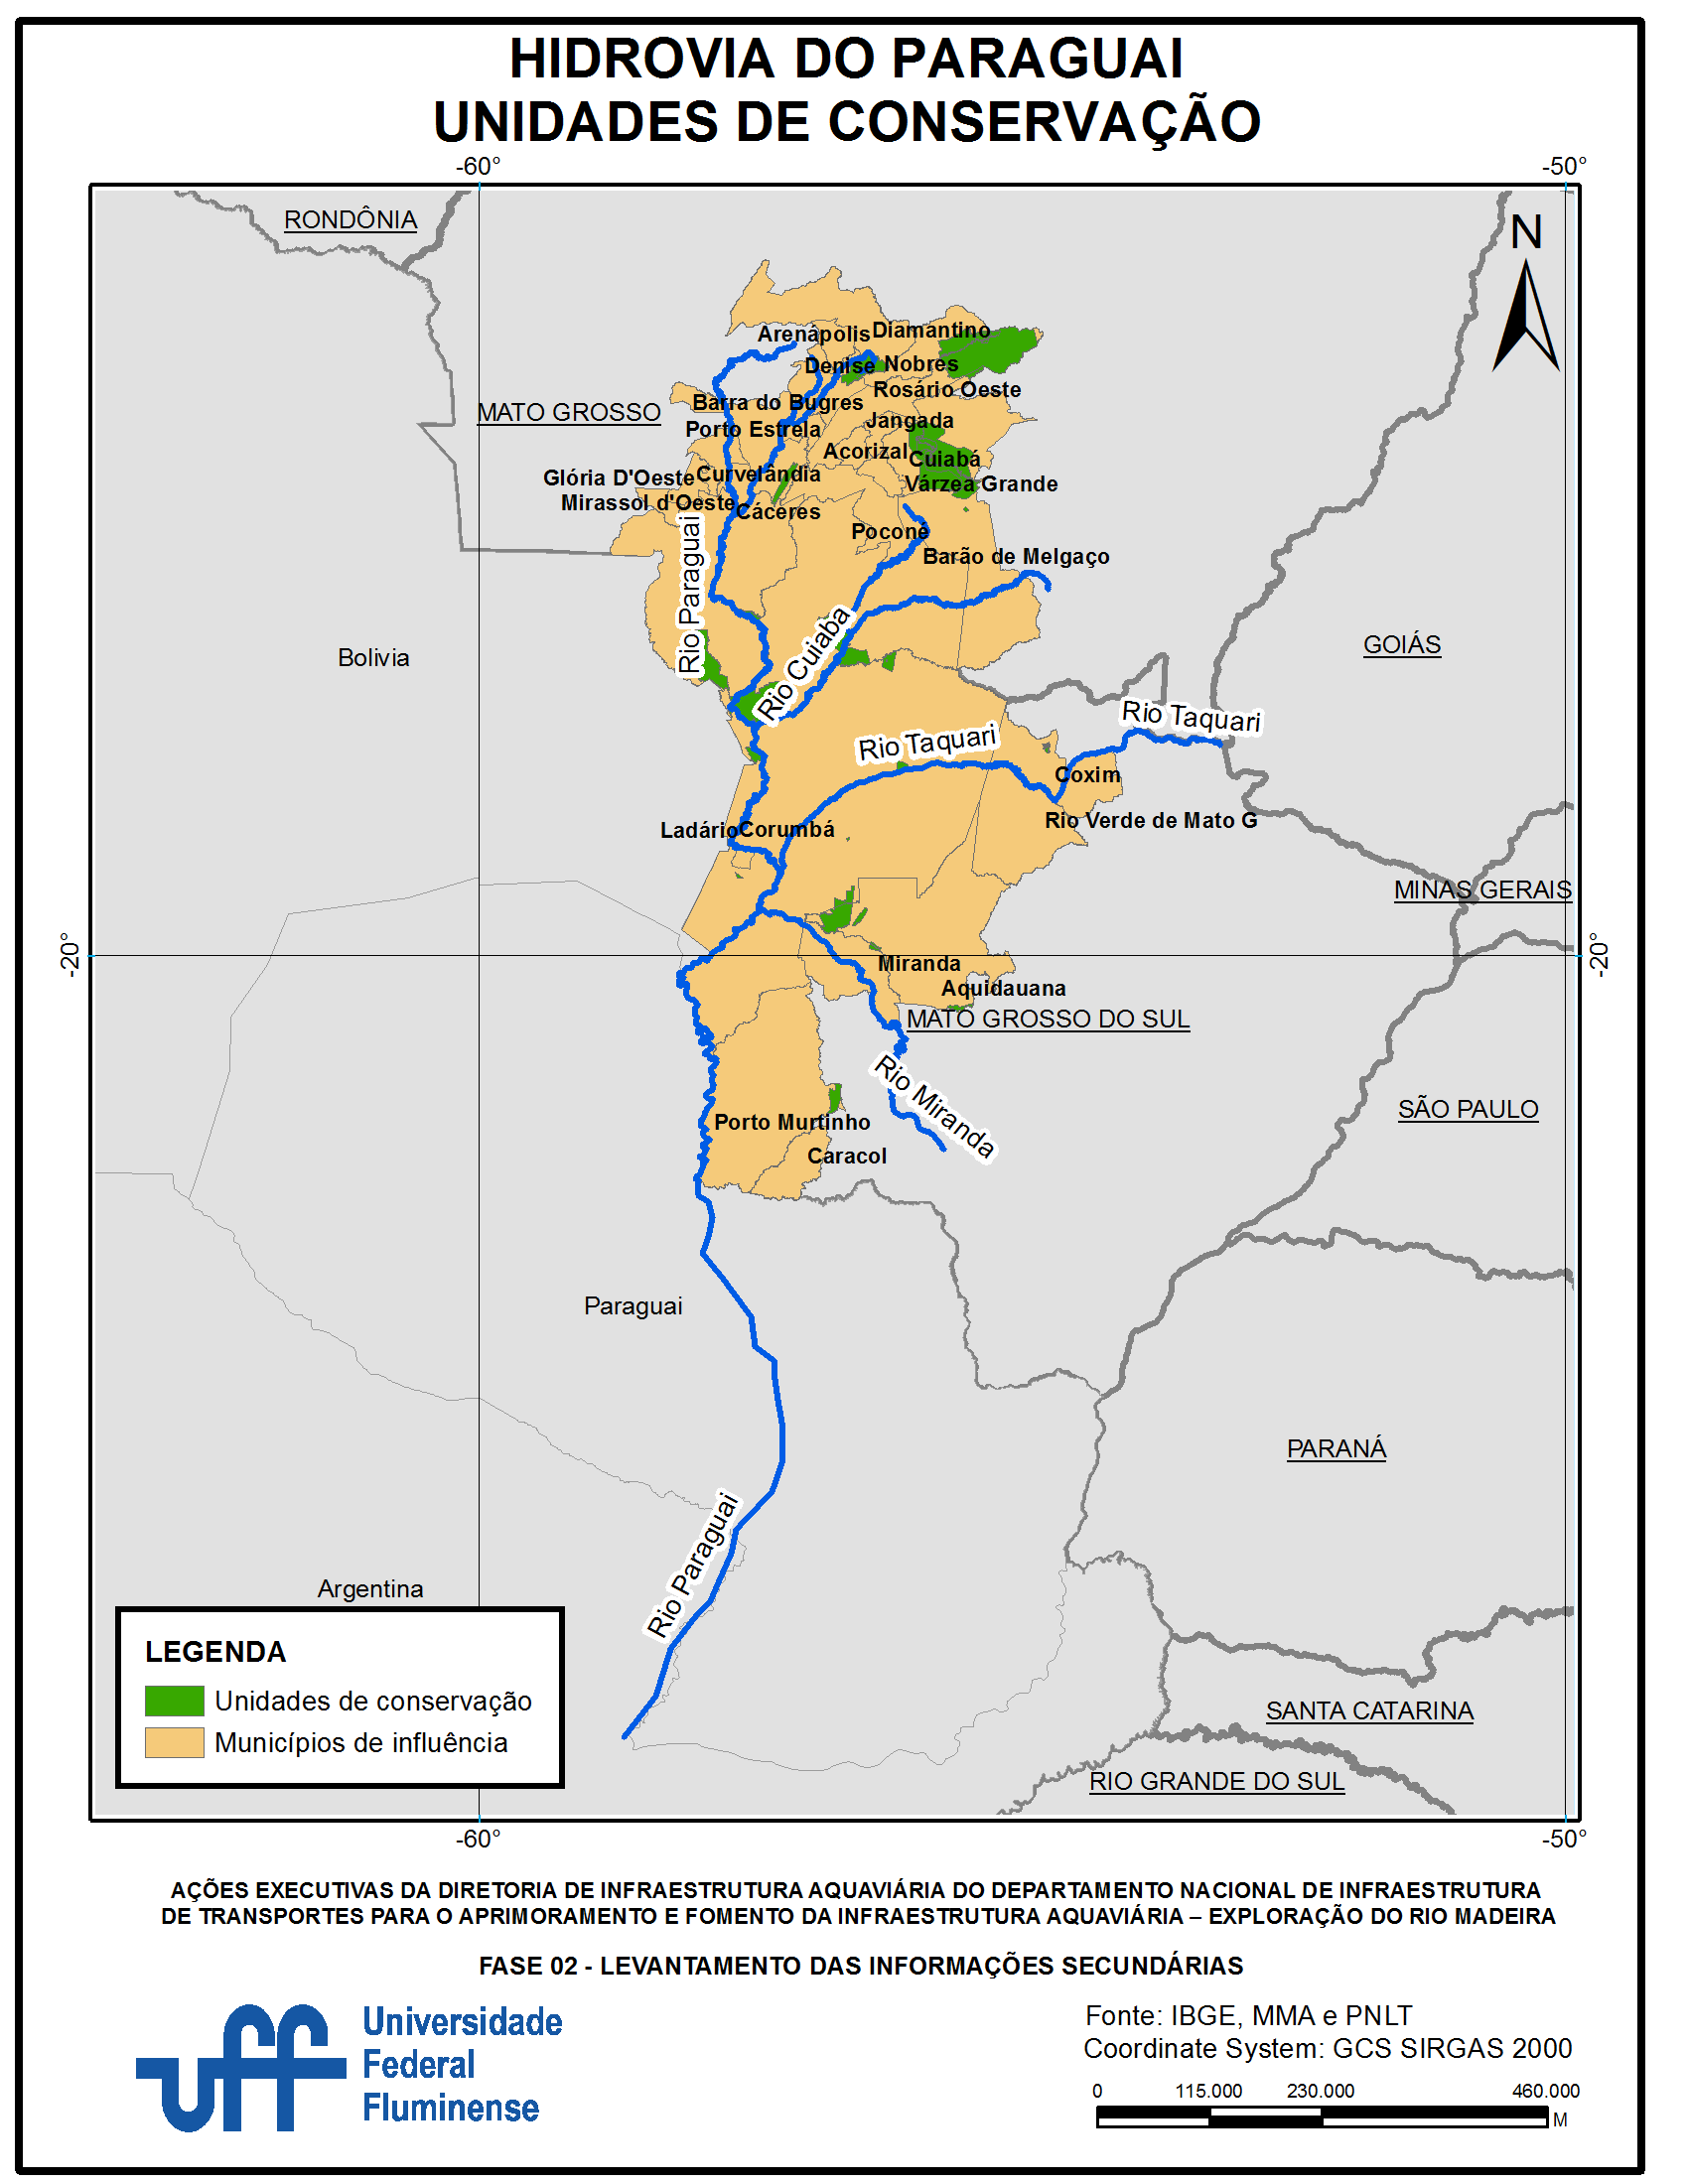 HIDROVIA DO PARAGUAI
UNIDADES DE CONSERVAÇÃO
-60°
-50°
RONDÔNIA
N
Arenápolis
Diamantino
Denise
Nobres
Rosário Oeste
MATO GROSSO
Barra do Bugres
Jangada
Porto Estrela
Acorizal
Cuiabá
Glória D'Oeste
Curvelândia
Várzea Grande
Mirassol d'Oeste
Cáceres
Poconé
Barão de Melgaço
Rio Paraguai
Rio Cuiaba
Bolivia
GOIÁS
Rio Taquari
Rio Taquari
Coxim
Rio Verde de Mato G
Ladário
Corumbá
MINAS GERAIS
-20°
-20°
Miranda
Aquidauana
MATO GROSSO DO SUL
Rio Miranda
SÃO PAULO
Porto Murtinho
Caracol
Paraguai
PARANÁ
Rio Paraguai
Argentina
LEGENDA
Unidades de conservação
Municípios de influência
SANTA CATARINA
RIO GRANDE DO SUL
-60°
-50°
AÇÕES EXECUTIVAS DA DIRETORIA DE INFRAESTRUTURA AQUAVIÁRIA DO DEPARTAMENTO NACIONAL DE INFRAESTRUTURA
DE TRANSPORTES PARA O APRIMORAMENTO E FOMENTO DA INFRAESTRUTURA AQUAVIÁRIA – EXPLORAÇÃO DO RIO MADEIRA
FASE 02 - LEVANTAMENTO DAS INFORMAÇÕES SECUNDÁRIAS
uff
Universidade
Federal
Fluminense
Fonte: IBGE, MMA e PNLT
Coordinate System: GCS SIRGAS 2000
0 115.000 230.000 460.000
M